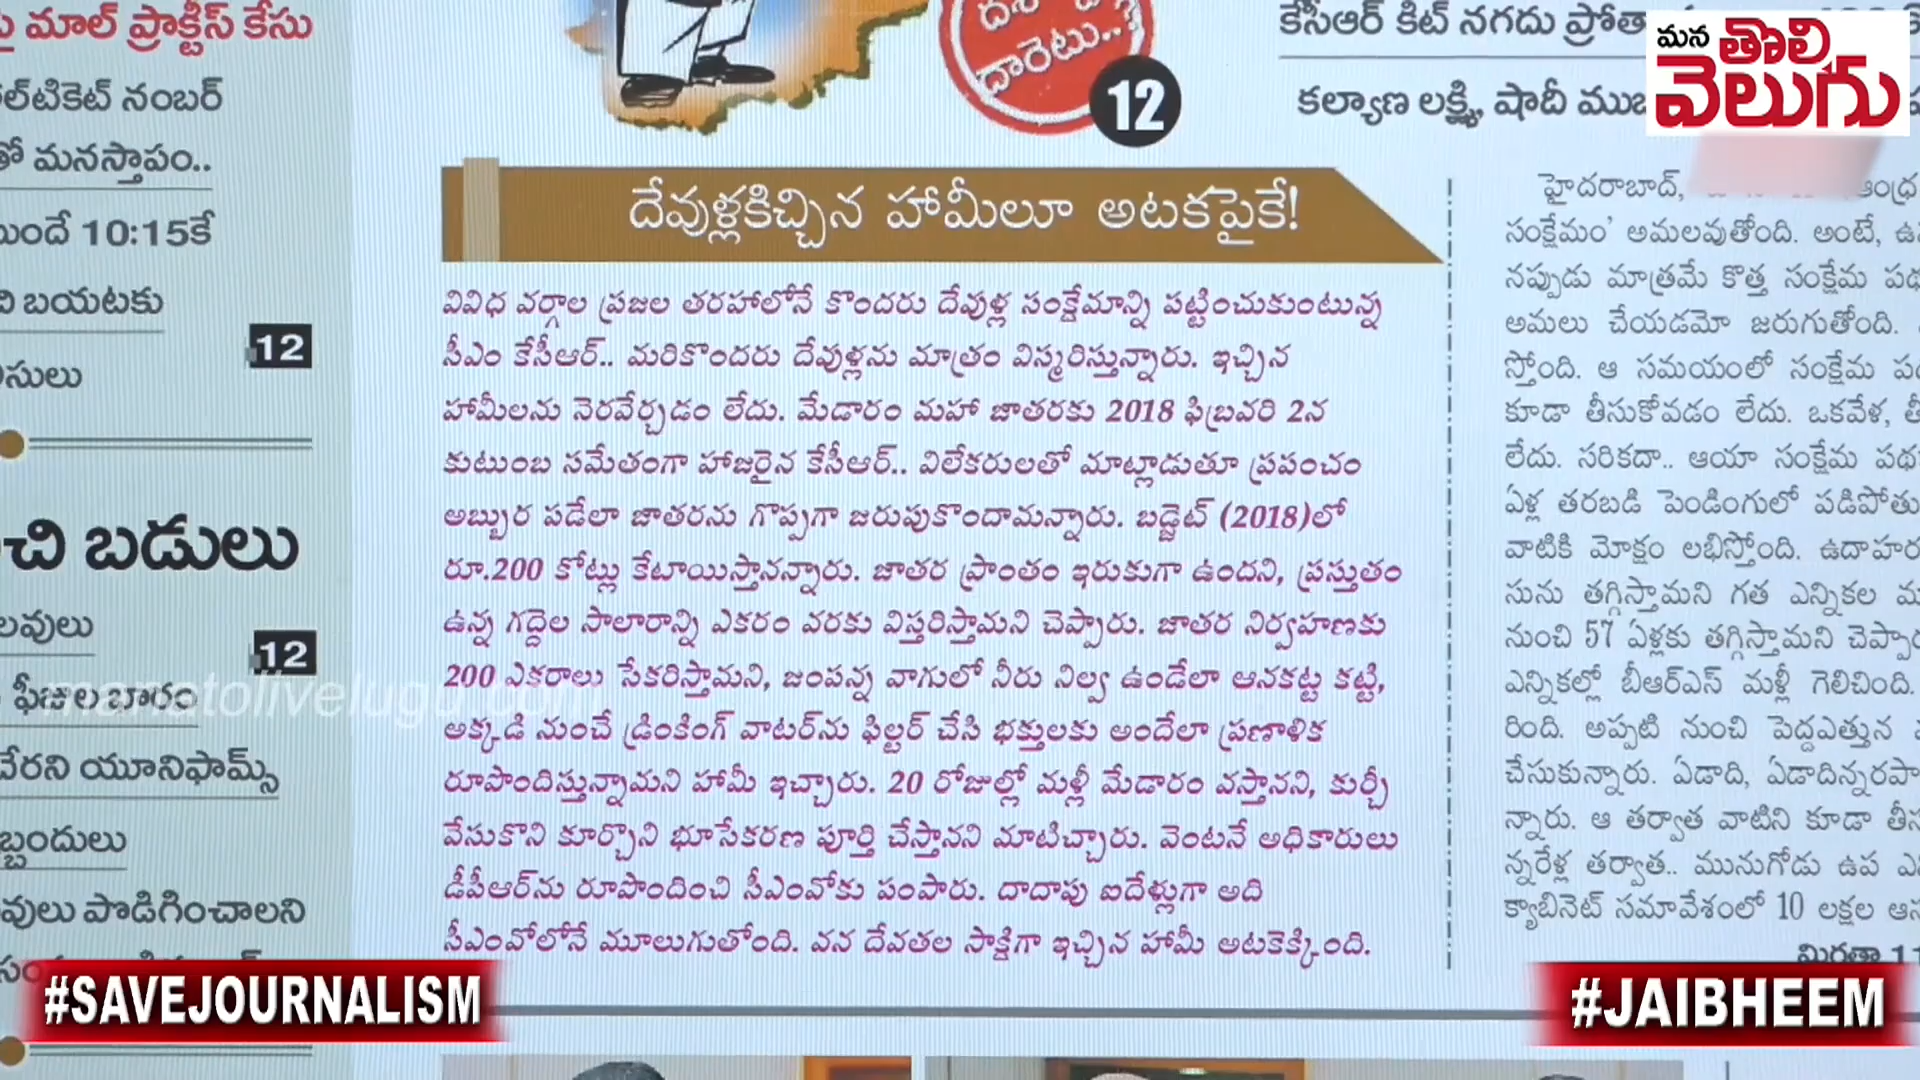 మాల్ ప్రాక్టీస్ కేసు
నంబర్
మనస్తాపం..
10:15కే
బయటకు
12
బడులు
12
ఫీజుల భారం
యూనిఫామ్స్
పొడిగించాలని
దారెటు..?
12
దేవుళ్లకిచ్చిన హామీలూ అటకపైకే!
వివిధ వర్గాల ప్రజల తరహాలోనే కొందరు దేవుళ్ల సంక్షేమాన్ని పట్టించుకుంటున్న
సీఎం కేసీఆర్.. మరికొందరు దేవుళ్లను మాత్రం విస్మరిస్తున్నారు. ఇచ్చిన
హామీలను నెరవేర్చడం లేదు. మేడారం మహా జాతరకు 2018 ఫిబ్రవరి 2న
కుటుంబ సమేతంగా హాజరైన కేసీఆర్.. విలేకరులతో మాట్లాడుతూ ప్రపంచం
అబ్బుర పడేలా జాతరను గొప్పగా జరుపుకొందామన్నారు. బడ్జెట్ (2018)లో
రూ.200 కోట్లు కేటాయిస్తానన్నారు. జాతర ప్రాంతం ఇరుకుగా ఉందని, ప్రస్తుతం
ఉన్న గద్దెల సాలారాన్ని ఎకరం వరకు విస్తరిస్తామని చెప్పారు. జాతర నిర్వహణకు
200 ఎకరాలు సేకరిస్తామని, జంపన్న వాగులో నీరు నిల్వ ఉండేలా ఆనకట్ట కట్టి,
అక్కడి నుంచే డ్రింకింగ్ వాటర్‌ను ఫిల్టర్ చేసి భక్తులకు అందేలా ప్రణాళిక
రూపొందిస్తున్నామని హామీ ఇచ్చారు. 20 రోజుల్లో మళ్లీ మేడారం వస్తానని, కుర్చీ
వేసుకొని కూర్చొని భూసేకరణ పూర్తి చేస్తానని మాటిచ్చారు. వెంటనే అధికారులు
డీపీఆర్‌ను రూపొందించి సీఎంవోకు పంపారు. దాదాపు ఐదేళ్లుగా అది
సీఎంవోలోనే మూలుగుతోంది. వన దేవతల సాక్షిగా ఇచ్చిన హామీ అటకెక్కింది.
కేసీఆర్ కిట్ నగదు
కల్యాణ లక్ష్మి, షాదీ
హైదరాబాద్,
సంక్షేమం' అమలవుతోంది. అంటే,
నప్పుడు మాత్రమే కొత్త సంక్షేమ
అమలు చేయడమో జరుగుతోంది.
స్తోంది. ఆ సమయంలో సంక్షేమ
కూడా తీసుకోవడం లేదు. ఒకవేళ,
లేదు. సరికదా.. ఆయా సంక్షేమ
ఏళ్ల తరబడి పెండింగులో
వాటికి మోక్షం లభిస్తోంది.
సును తగ్గిస్తామని గత ఎన్నికల
నుంచి 57 ఏళ్లకు తగ్గిస్తామని
ఎన్నికల్లో బీఆర్ఎస్ మళ్లీ గెలిచింది.
రింది. అప్పటి నుంచి పెద్దఎత్తున
చేసుకున్నారు. ఏడాది,
న్నారు. ఆ తర్వాత వాటిని కూడా
న్నరేళ్ల తర్వాత.. మునుగోడు ఉప
క్యాబినెట్ సమావేశంలో 10 లక్షల
మన తొలి
వెలుగు
manatolivelugu.com
#SAVEJOURNALISM
#JAIBHEEM